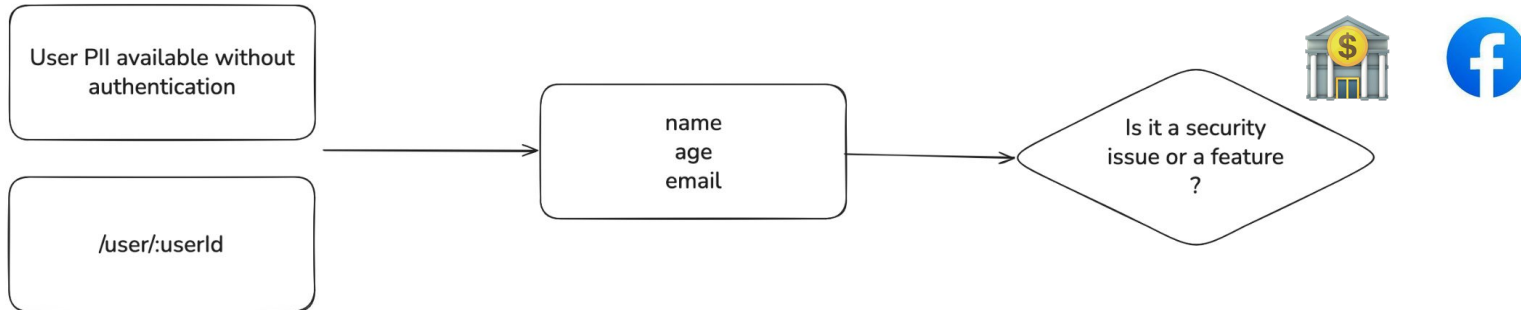 User PII available without
authentication
/user/:userId
name
age
email
Is it a security
issue or a feature
?
$
f